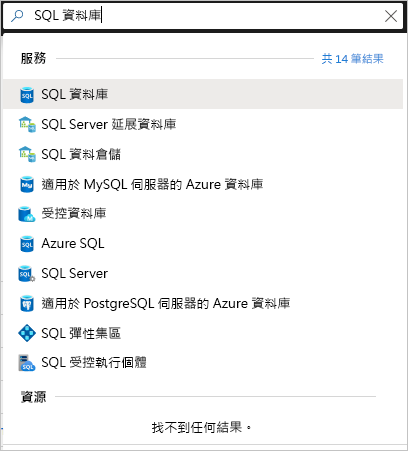 SQL 資料庫
服務
共 14 筆結果
SQL 資料庫
SQL Server 延展資料庫
SQL 資料倉儲
適用於 MySQL 伺服器的 Azure 資料庫
受控資料庫
Azure SQL
SQL Server
適用於 PostgreSQL 伺服器的 Azure 資料庫
SQL 彈性集區
SQL 受控執行個體
資源
找不到任何結果。